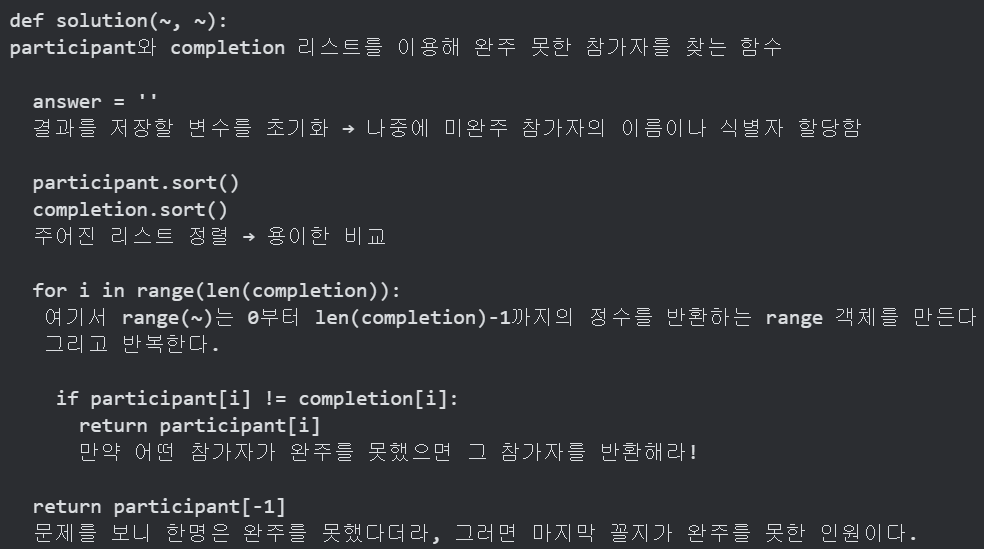 def solution(~, ~):
participant와 completion 리스트를 이용해 완주 못한 참가자를 찾는 함수
answer = ''
결과를 저장할 변수를 초기화 → 나중에 미완주 참가자의 이름이나 식별자 할당함
participant.sort()
completion.sort()
주어진 리스트 정렬 → 용이한 비교
for i in range(len(completion)):
여기서 range(~)는 0부터 len(completion)-1까지의 정수를 반환하는 range 객체를 만든다
그리고 반복한다.
if participant[i] != completion[i]:
return participant[i]
만약 어떤 참가자가 완주를 못했으면 그 참가자를 반환해라!
return participant[-1]
문제를 보니 한명은 완주를 못했다더라, 그러면 마지막 꼴지가 완주를 못한 인원이다.